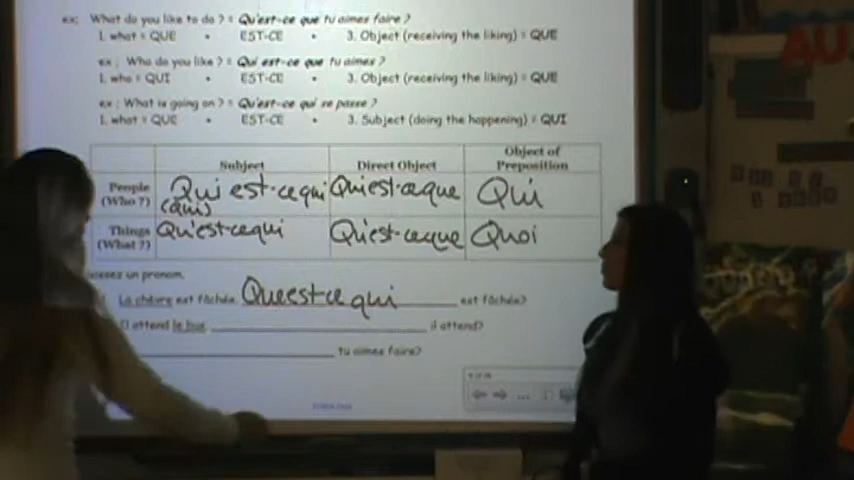 ex: What do you like to do? = Qu'est-ce que tu aimes faire?
1. what = QUE • EST-CE • 3. Object (receiving the liking) = QUE
ex : Who do you like? = Qui est-ce que tu aimes?
1. who = QUI • EST-CE • 3. Object (receiving the liking) = QUE
ex : What is going on? = Qu'est-ce qui se passe?
1. what = QUE • EST-CE • 3. Subject (doing the happening) = QUI
Subject Direct Object Object of Preposition
People (Who?) Qui est-ce qui (Qui) Qui est-ce que Qui
Things (What?) Qu'est-ce qui Qu'est-ce que Quoi
un pronom.
La chèvre est fâchée. Que est ce qui est fâchée?
Il attend le bus il attend?
tu aimes faire?
AU